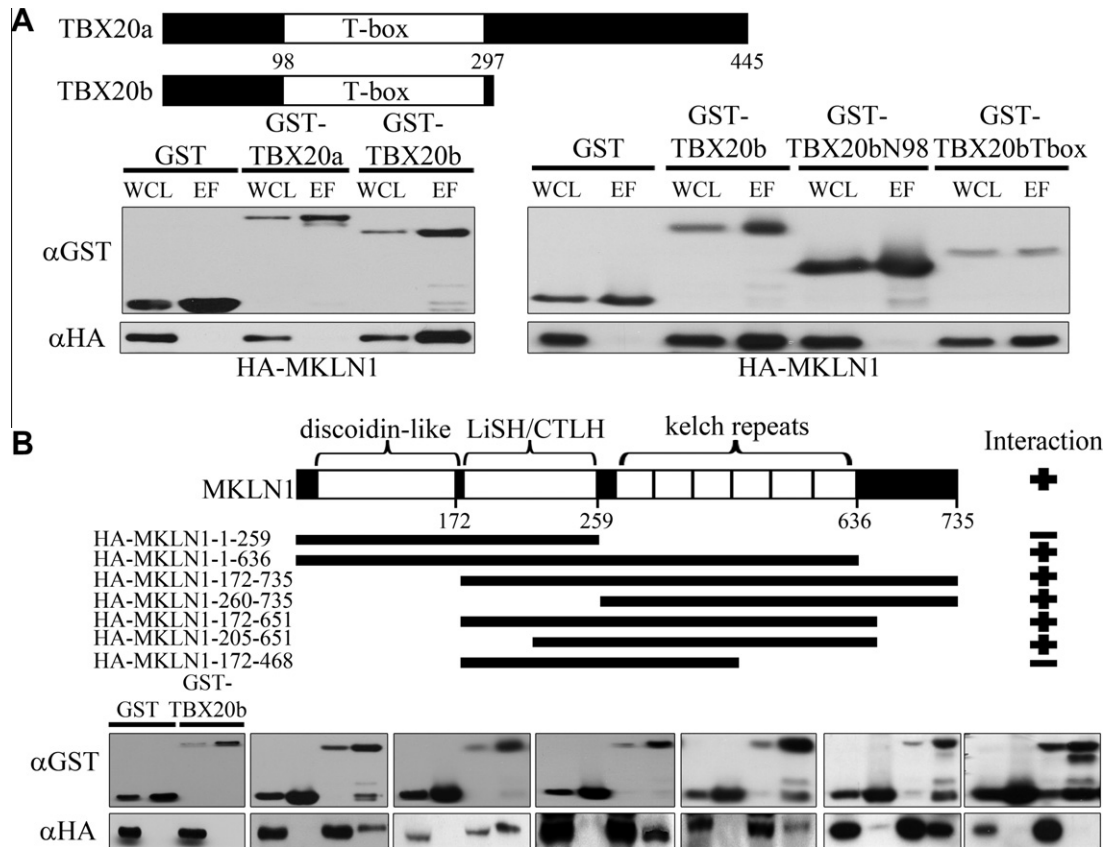 A
TBX20a T-box
98 297 445
TBX20b T-box
GST GST-TBX20a GST-TBX20b
WCL EF WCL EF WCL EF
αGST
αHA
HA-MKLN1
GST GST-TBX20b GST-TBX20bN98 GST-TBX20bTbox
WCL EF WCL EF WCL EF WCL EF
HA-MKLN1
B
discoidin-like LiSH/CTLH kelch repeats Interaction
MKLN1 +
172 259 636 735
HA-MKLN1-1-259 −
HA-MKLN1-1-636 +
HA-MKLN1-172-735 +
HA-MKLN1-260-735 +
HA-MKLN1-172-651 +
HA-MKLN1-205-651 +
HA-MKLN1-172-468 −
GST GST-TBX20b
αGST
αHA